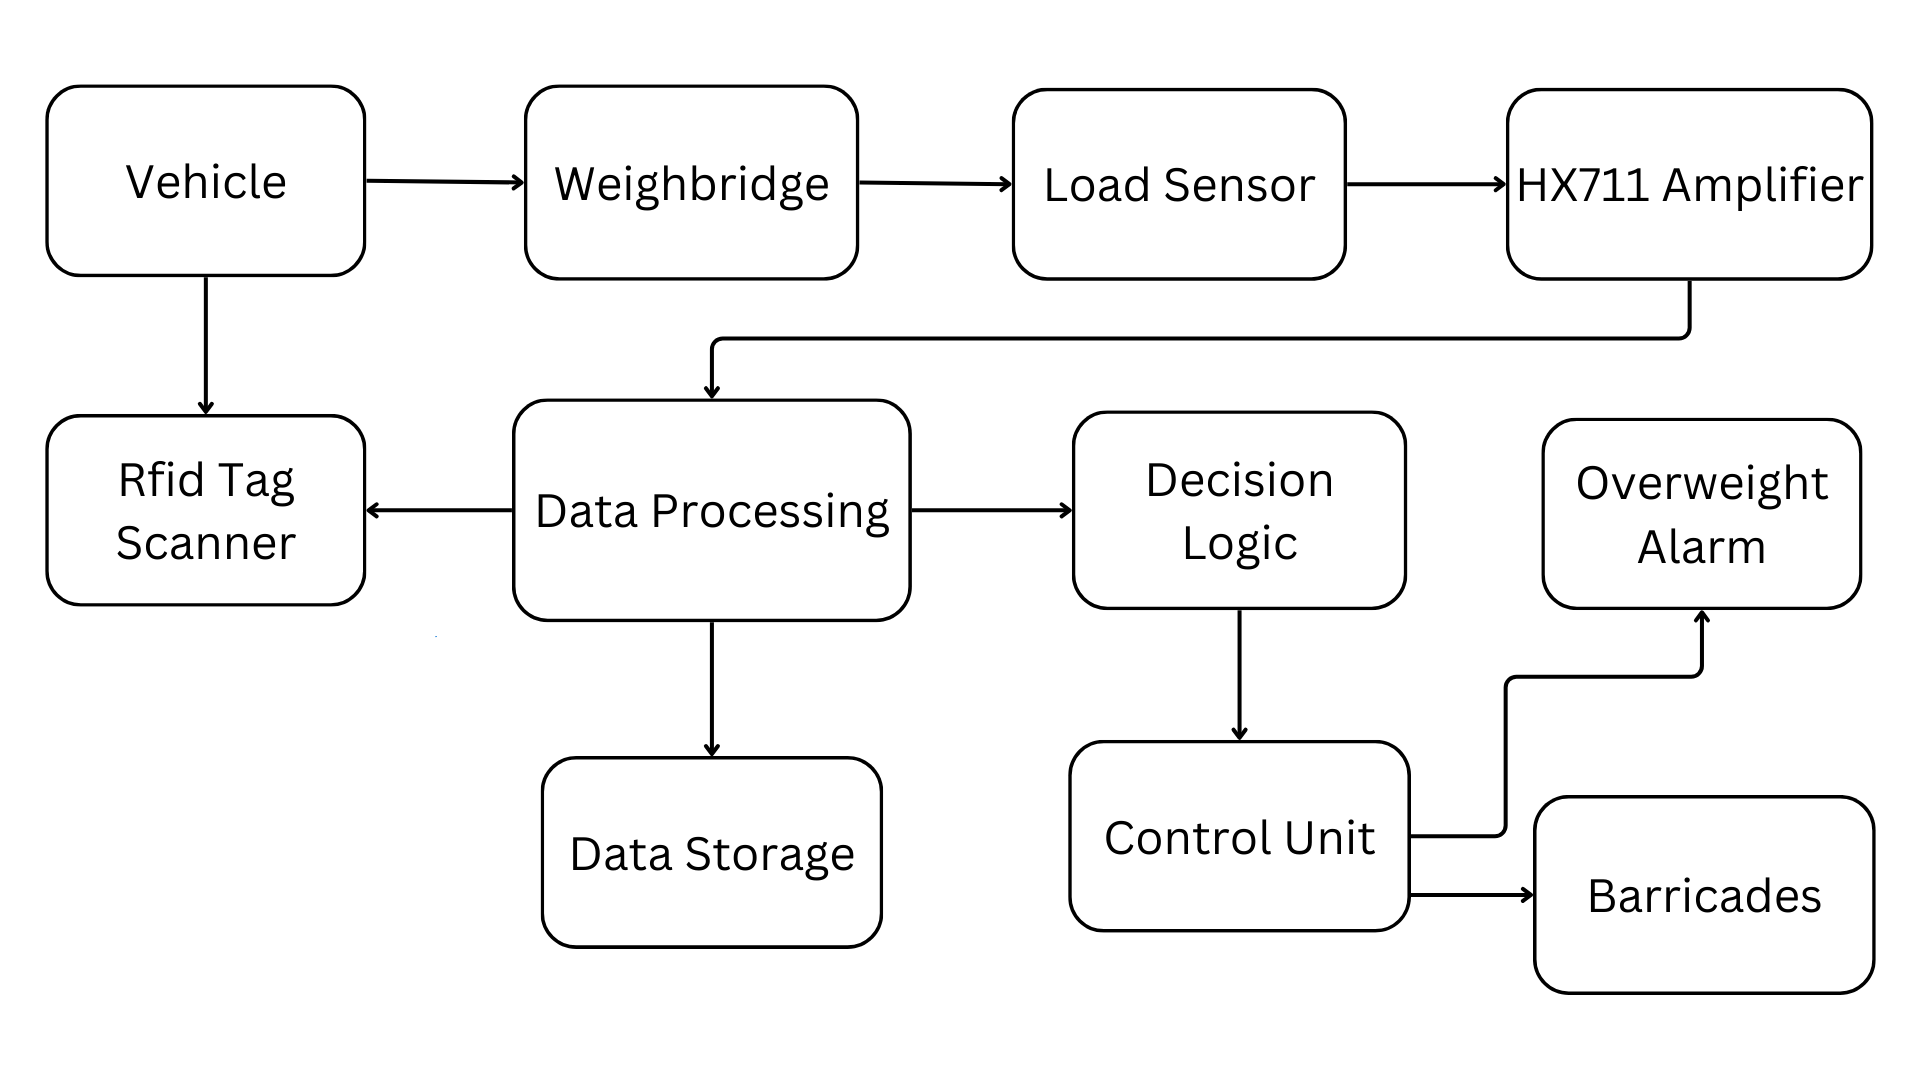 Vehicle
Weighbridge
Load Sensor
HX711 Amplifier
Rfid Tag
Scanner
Data Processing
Decision
Logic
Overweight
Alarm
Data Storage
Control Unit
Barricades